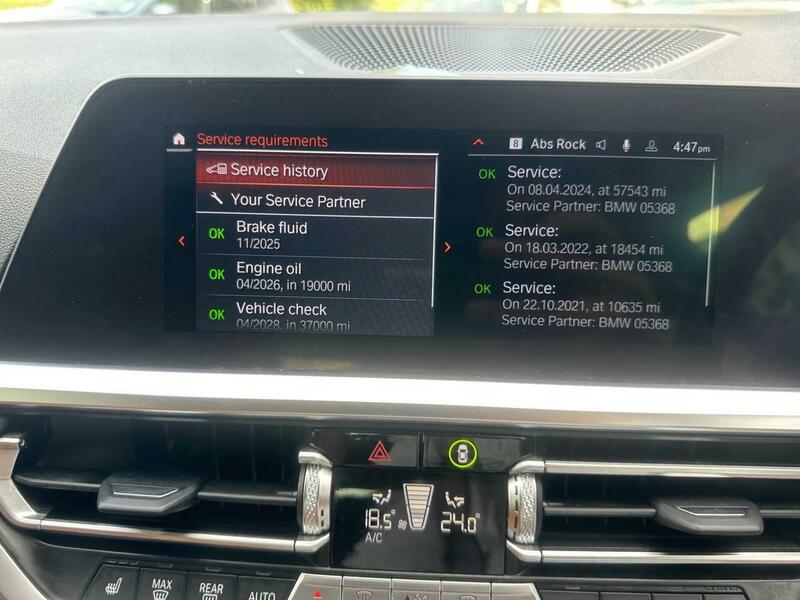 Service requirements
8 Abs Rock 4:47pm
Service history
Your Service Partner
OK Brake fluid
11/2025
OK Engine oil
04/2026, in 19000 mi
OK Vehicle check
04/2028, in 37000 mi
OK Service:
On 08.04.2024, at 57543 mi
Service Partner: BMW 05368
OK Service:
On 18.03.2022, at 18454 mi
Service Partner: BMW 05368
OK Service:
On 22.10.2021, at 10635 mi
Service Partner: BMW 05368
18.5° 24.0°
A/C
MAX
REAR
AUTO